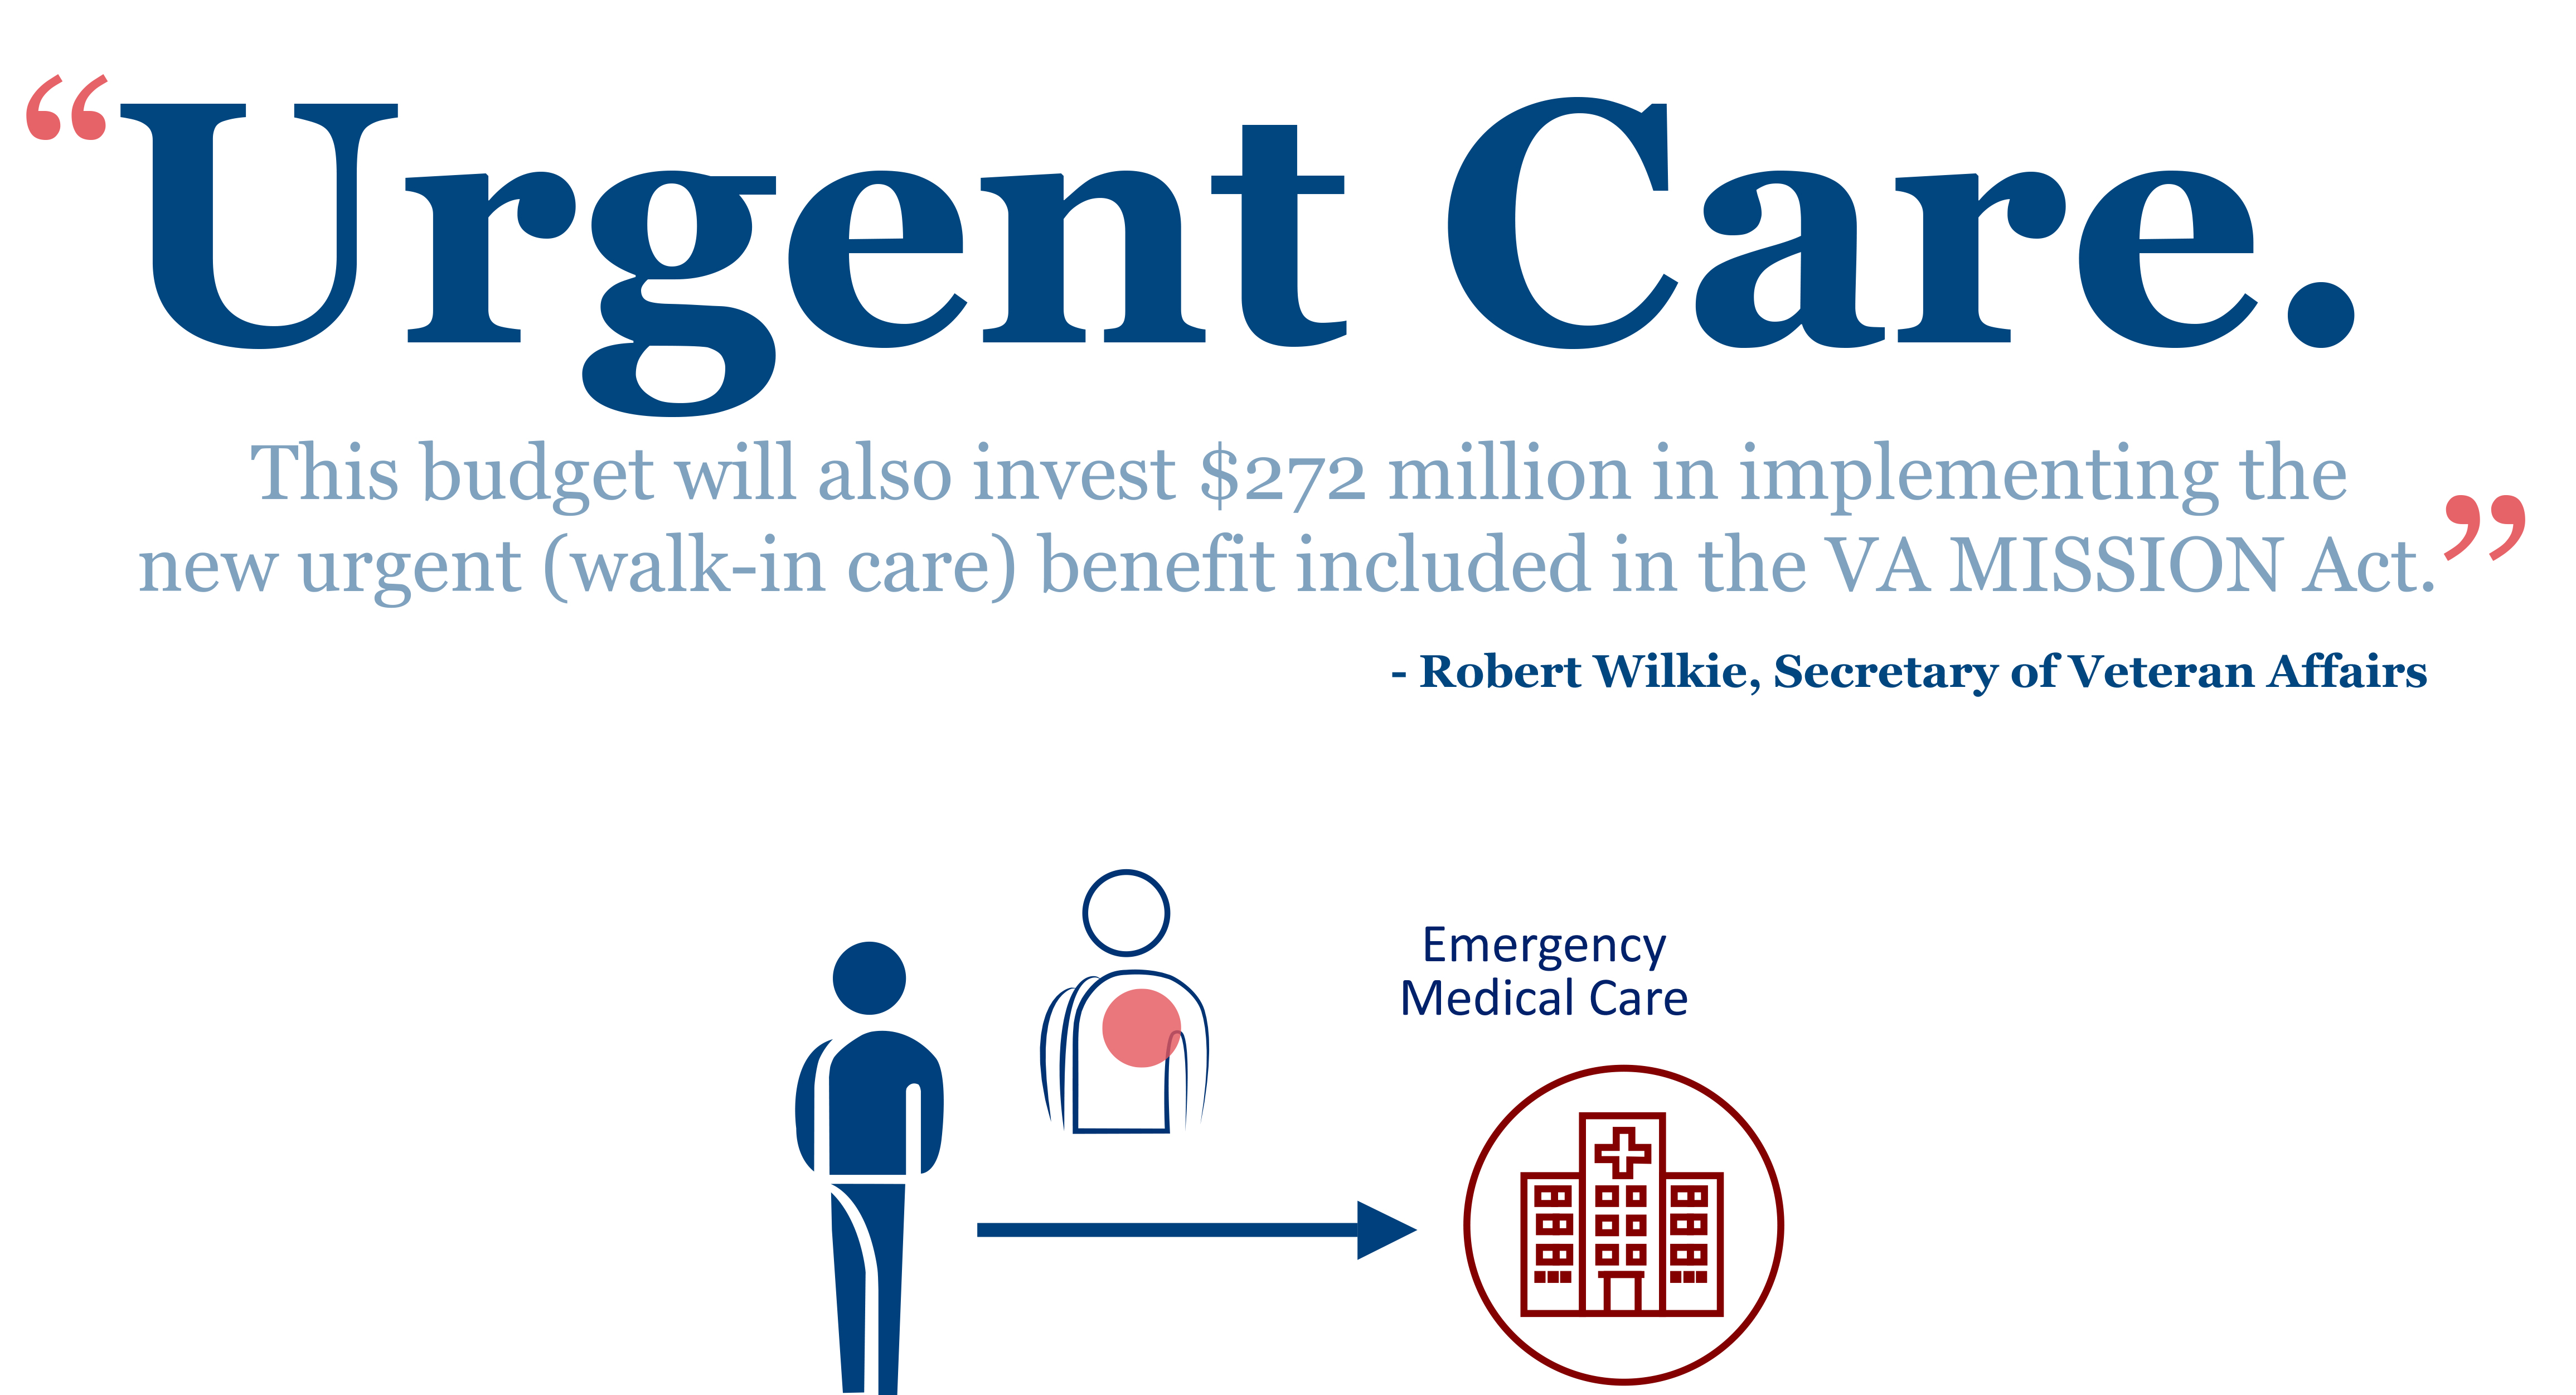 “Urgent Care.
This budget will also invest $272 million in implementing the
new urgent (walk-in care) benefit included in the VA MISSION Act.”
- Robert Wilkie, Secretary of Veteran Affairs
Emergency
Medical Care